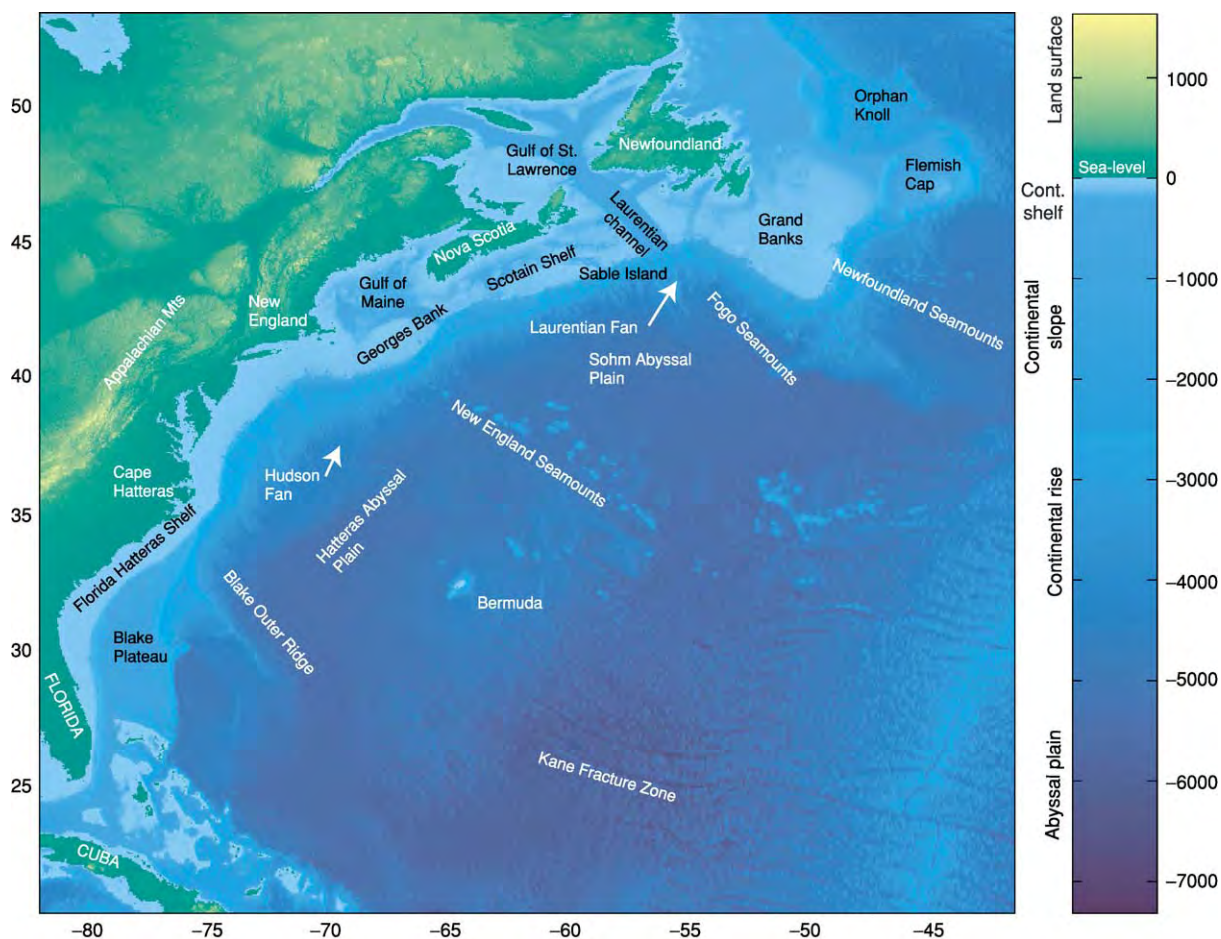 50
45
40
35
30
25
-80
-75
-70
-65
-60
-55
-50
-45
Orphan
Knoll
Flemish
Cap
Newfoundland
Gulf of St.
Lawrence
Laurentian
channel
Grand
Banks
Nova Scotia
Scotain Shelf
Sable Island
Gulf of
Maine
Newfoundland Seamounts
New
England
Georges Bank
Laurentian Fan
Fogo Seamounts
Appalachian Mts
Sohm Abyssal
Plain
New England Seamounts
Cape
Hatteras
Hudson
Fan
Hatteras Abyssal
Plain
Florida Hatteras Shelf
Blake Outer Ridge
Bermuda
Blake
Plateau
FLORIDA
Kane Fracture Zone
CUBA
Land surface
Sea-level
Cont.
shelf
Continental
slope
Continental rise
Abyssal plain
1000
0
-1000
-2000
-3000
-4000
-5000
-6000
-7000